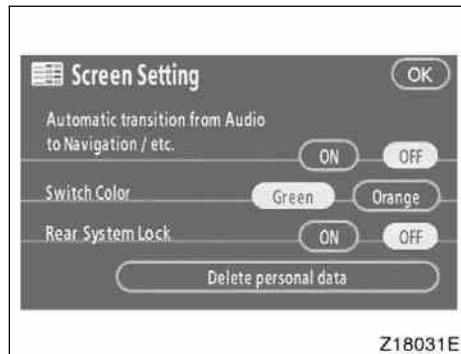 Screen Setting OK
Automatic transition from Audio
to Navigation / etc.
ON OFF
Switch Color Green Orange
Rear System Lock ON OFF
Delete personal data
Z18031E